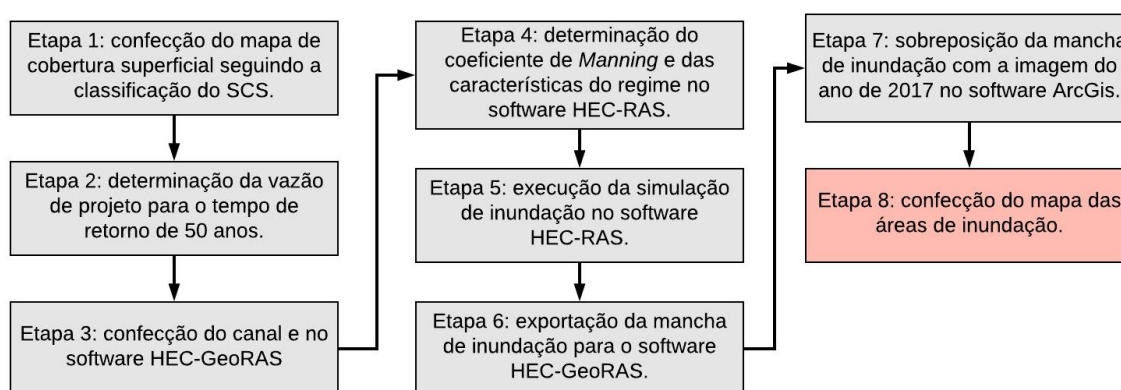 Etapa 1: confecção do mapa de
cobertura superficial seguindo a
classificação do SCS.
Etapa 2: determinação da vazão
de projeto para o tempo de
retorno de 50 anos.
Etapa 3: confecção do canal e no
software HEC-GeoRAS
Etapa 4: determinação do
coeficiente de Manning e das
características do regime no
software HEC-RAS.
Etapa 5: execução da simulação
de inundação no software
HEC-RAS.
Etapa 6: exportação da mancha
de inundação para o software
HEC-GeoRAS.
Etapa 7: sobreposição da mancha
de inundação com a imagem do
ano de 2017 no software ArcGis.
Etapa 8: confecção do mapa das
áreas de inundação.